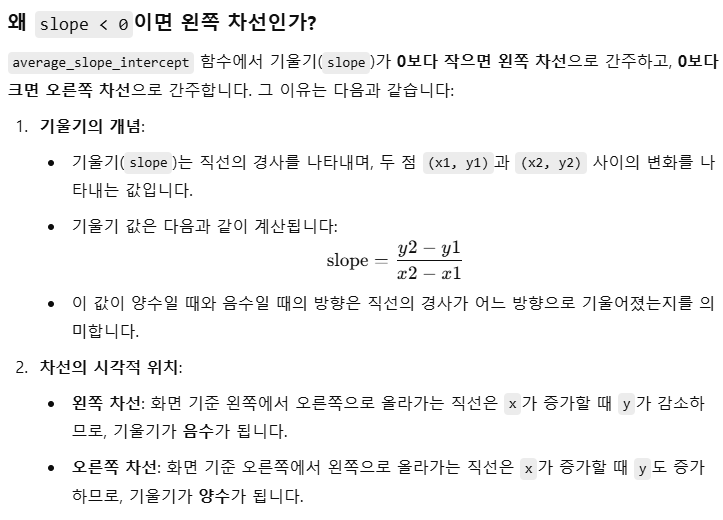 왜 slope < 0이면 왼쪽 차선인가?
average_slope_intercept 함수에서 기울기(slope)가 0보다 작으면 왼쪽 차선으로 간주하고, 0보다
크면 오른쪽 차선으로 간주합니다. 그 이유는 다음과 같습니다:
1. 기울기의 개념:
• 기울기(slope)는 직선의 경사를 나타내며, 두 점 (x1, y1)과 (x2, y2) 사이의 변화를 나
타내는 값입니다.
• 기울기 값은 다음과 같이 계산됩니다:
slope = \frac{y2 − y1}{x2 − x1}
• 이 값이 양수일 때와 음수일 때의 방향은 직선의 경사가 어느 방향으로 기울어졌는지를 의
미합니다.
2. 차선의 시각적 위치:
• 왼쪽 차선: 화면 기준 왼쪽에서 오른쪽으로 올라가는 직선은 x가 증가할 때 y가 감소하
므로, 기울기가 음수가 됩니다.
• 오른쪽 차선: 화면 기준 오른쪽에서 왼쪽으로 올라가는 직선은 x가 증가할 때 y도 증가
하므로, 기울기가 양수가 됩니다.